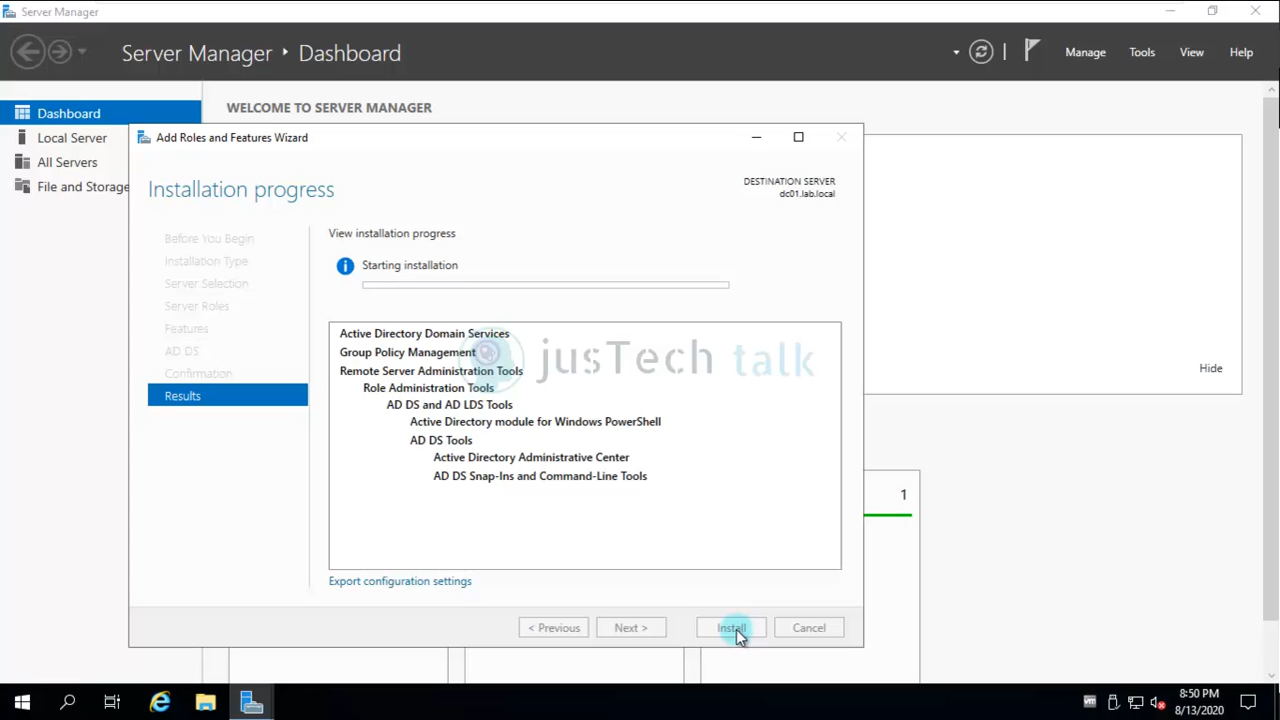 Server Manager
Server Manager ‣ Dashboard
Manage Tools View Help
Dashboard
Local Server
All Servers
File and Storage
WELCOME TO SERVER MANAGER
Add Roles and Features Wizard
Installation progress
DESTINATION SERVER
dc01.lab.local
Before You Begin
Installation Type
Server Selection
Server Roles
Features
AD DS
Confirmation
Results
View installation progress
Starting installation
Active Directory Domain Services
Group Policy Management
Remote Server Administration Tools
Role Administration Tools
AD DS and AD LDS Tools
Active Directory module for Windows PowerShell
AD DS Tools
Active Directory Administrative Center
AD DS Snap-Ins and Command-Line Tools
jusTech talk
Export configuration settings
< Previous Next > Install Cancel
Hide
1
vm
8:50 PM
8/13/2020